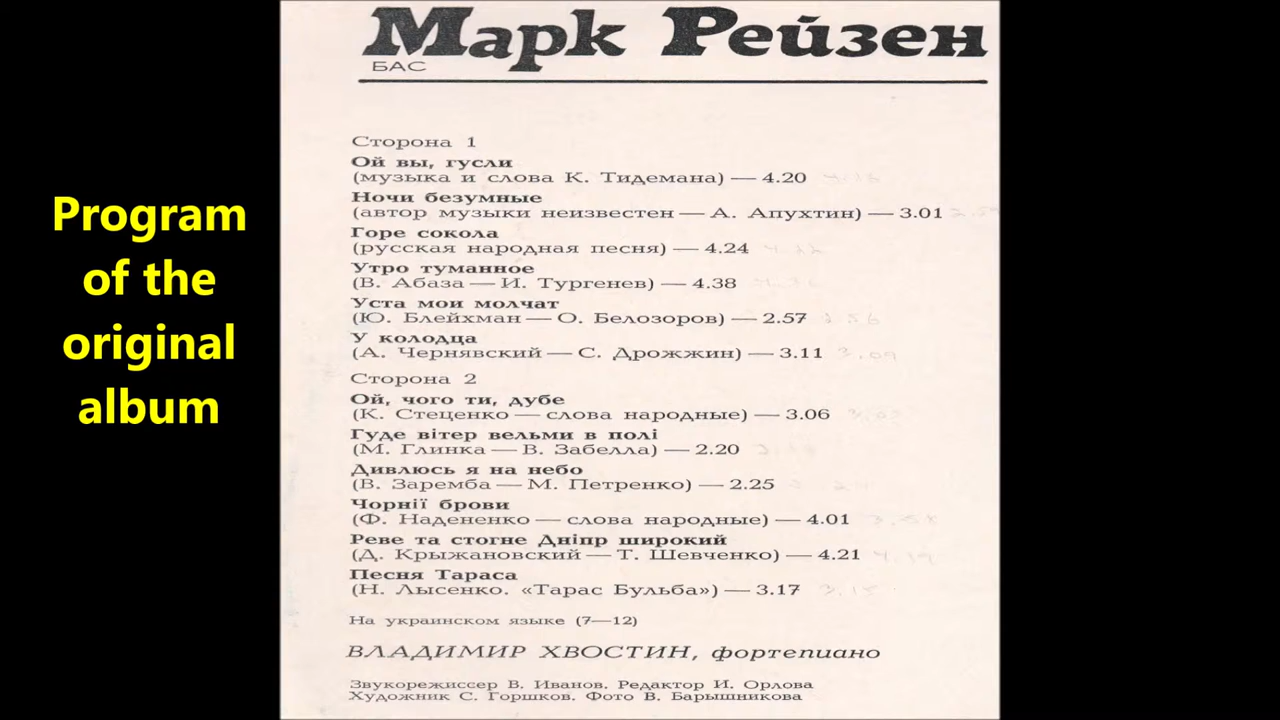 Program
of the
original
album
Марк Рейзен
БАС
Сторона 1
Ой вы, гусли
(музыка и слова К. Тидемана) — 4.20
Ночи безумные
(автор музыки неизвестен — А. Апухтин) — 3.01
Горе сокола
(русская народная песня) — 4.24
Утро туманное
(В. Абаза — И. Тургенев) — 4.38
Уста мои молчат
(Ю. Блейхман — О. Белозоров) — 2.57
У колодца
(А. Чернявский — С. Дрожжин) — 3.11
Сторона 2
Ой, чого ти, дубе
(К. Стеценко — слова народные) — 3.06
Гуде вітер вельми в полі
(М. Глинка — В. Забелла) — 2.20
Дивлюсь я на небо
(В. Заремба — М. Петренко) — 2.25
Чорнії брови
(Ф. Надененко — слова народные) — 4.01
Реве та стогне Дніпр широкий
(Д. Крыжановский — Т. Шевченко) — 4.21
Песня Тараса
(Н. Лысенко. «Тарас Бульба») — 3.17
На украинском языке (7—12)
ВЛАДИМИР ХВОСТИН, фортепиано
Звукорежиссер В. Иванов. Редактор И. Орлова
Художник С. Горшков. Фото В. Барышникова